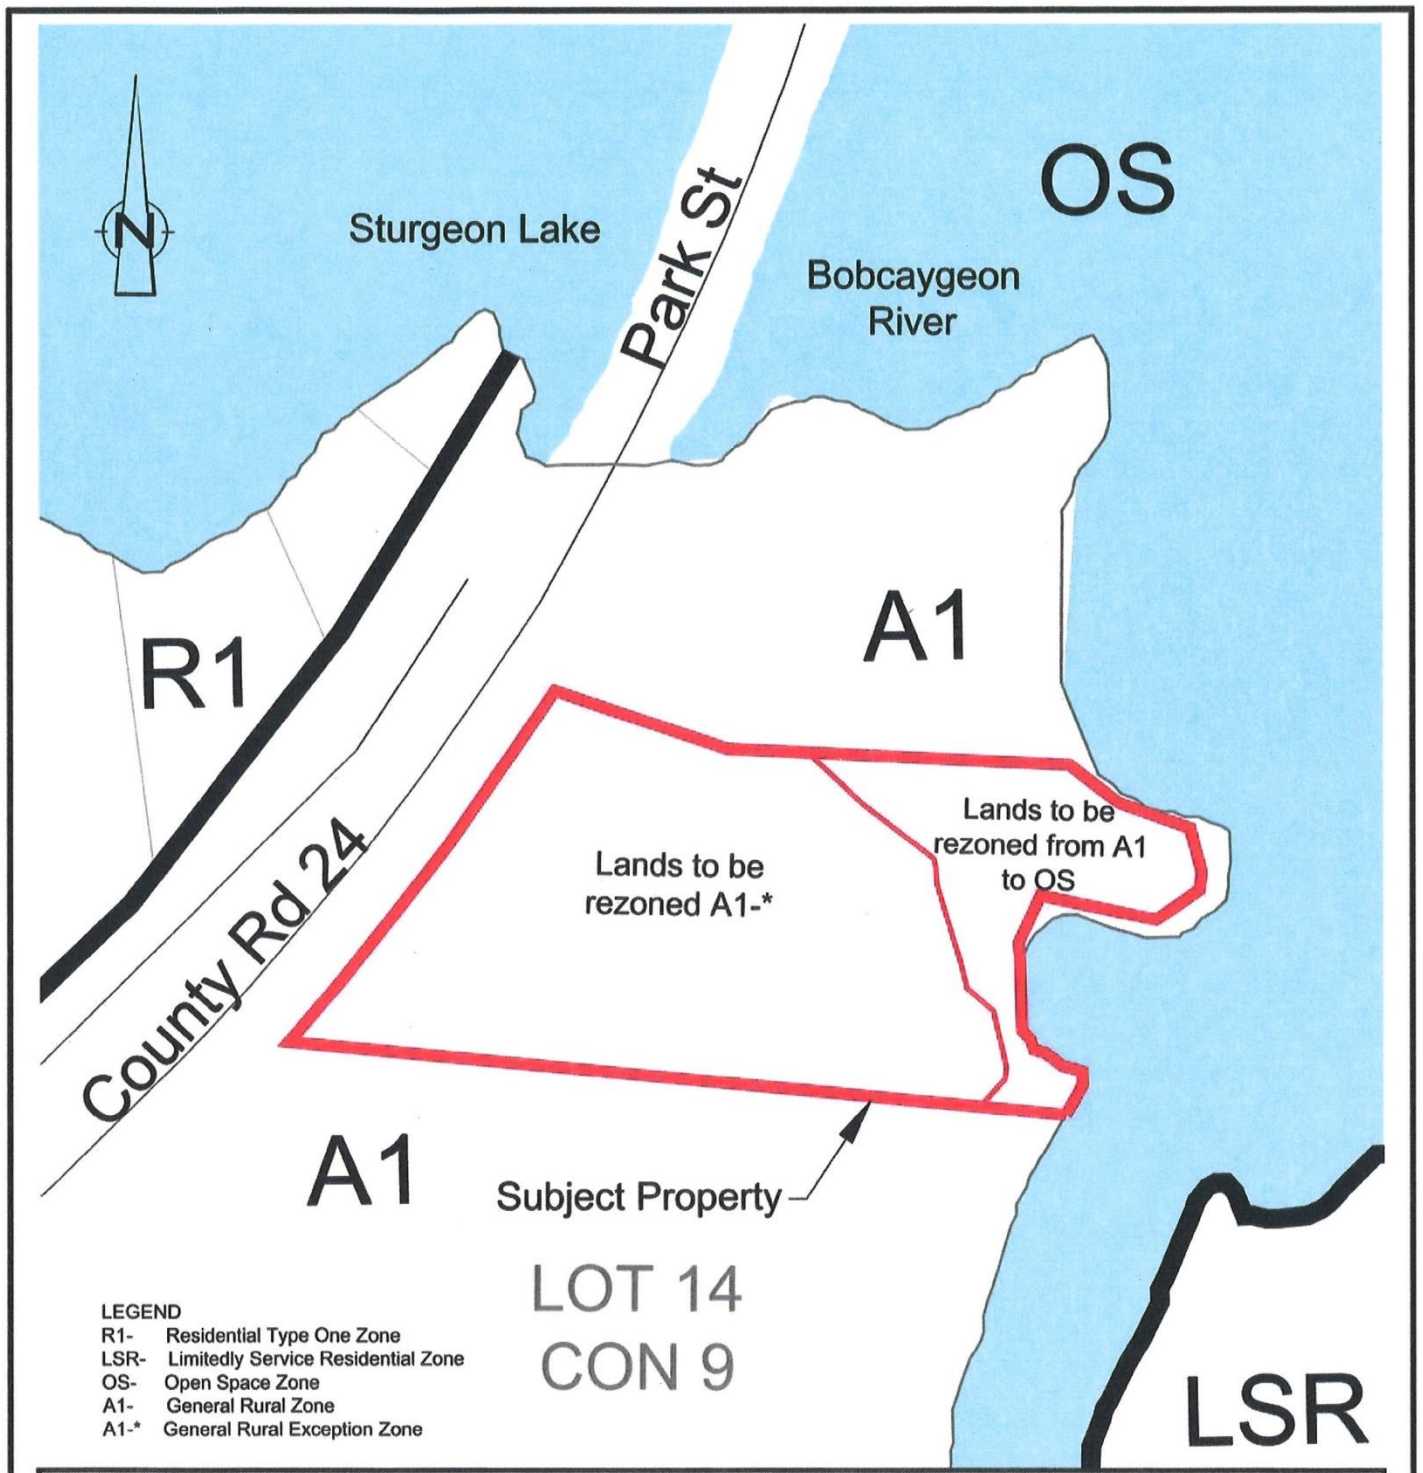 N
Sturgeon Lake
Park St
OS
Bobcaygeon
River
R1
A1
Lands to be
rezoned from A1
to OS
Lands to be
rezoned A1-*
County Rd 24
A1
Subject Property
LOT 14
CON 9
LEGEND
R1- Residential Type One Zone
LSR- Limitedly Service Residential Zone
OS- Open Space Zone
A1- General Rural Zone
A1-* General Rural Exception Zone
LSR